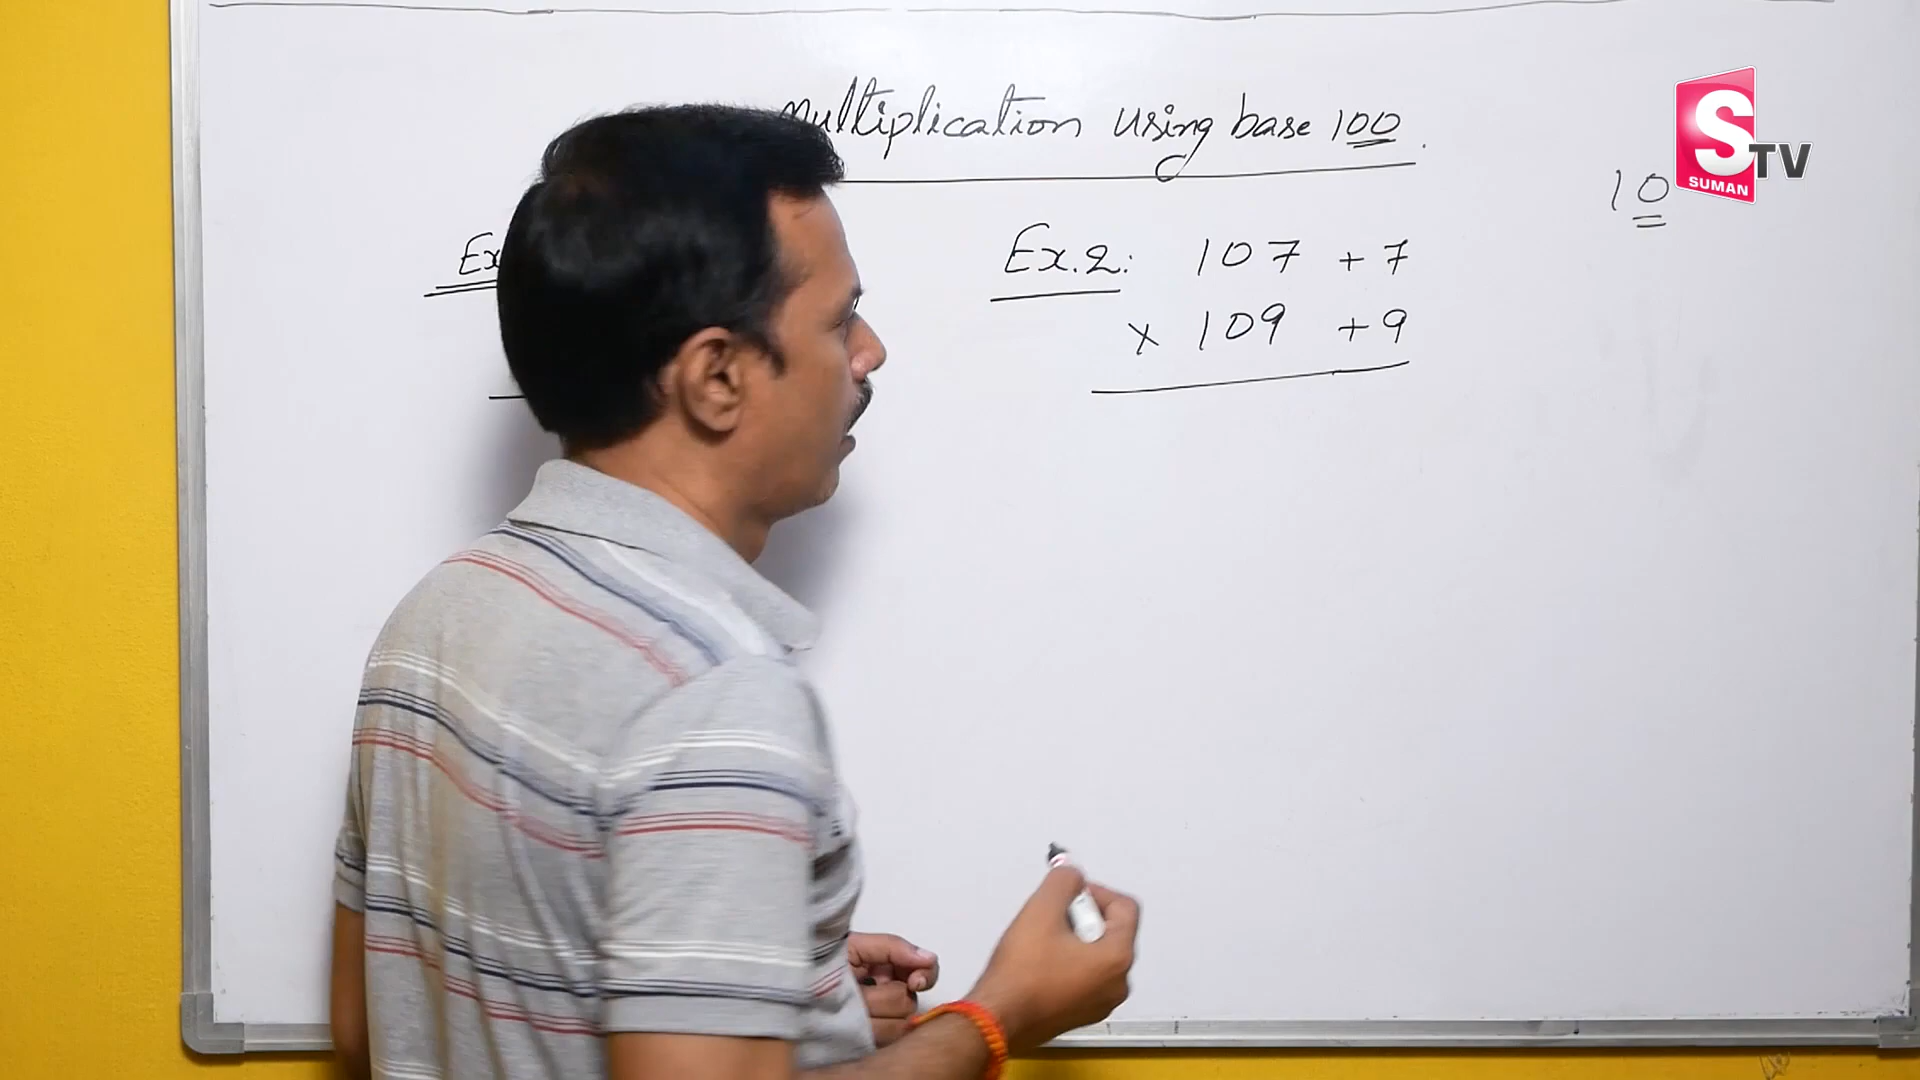 Multiplication using base 100.
10
Ex
Ex.2: 107 +7
x 109 +9
S TV
SUMAN